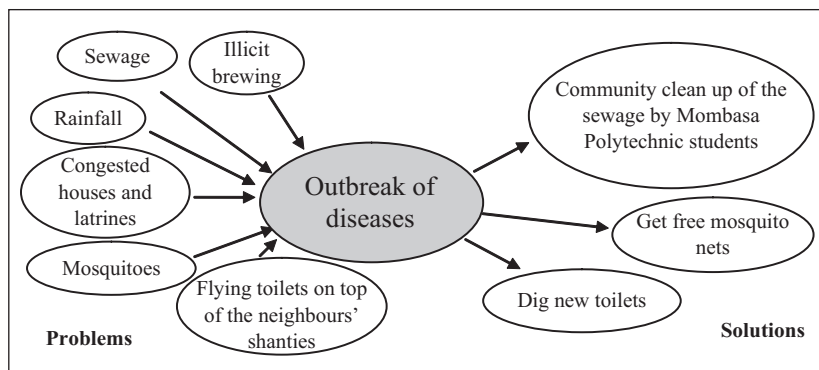 Sewage
Illicit
brewing
Rainfall
Congested
houses and
latrines
Mosquitoes
Flying toilets on top
of the neighbours'
shanties
Problems
Outbreak of
diseases
Community clean up of the
sewage by Mombasa
Polytechnic students
Get free mosquito
nets
Dig new toilets
Solutions